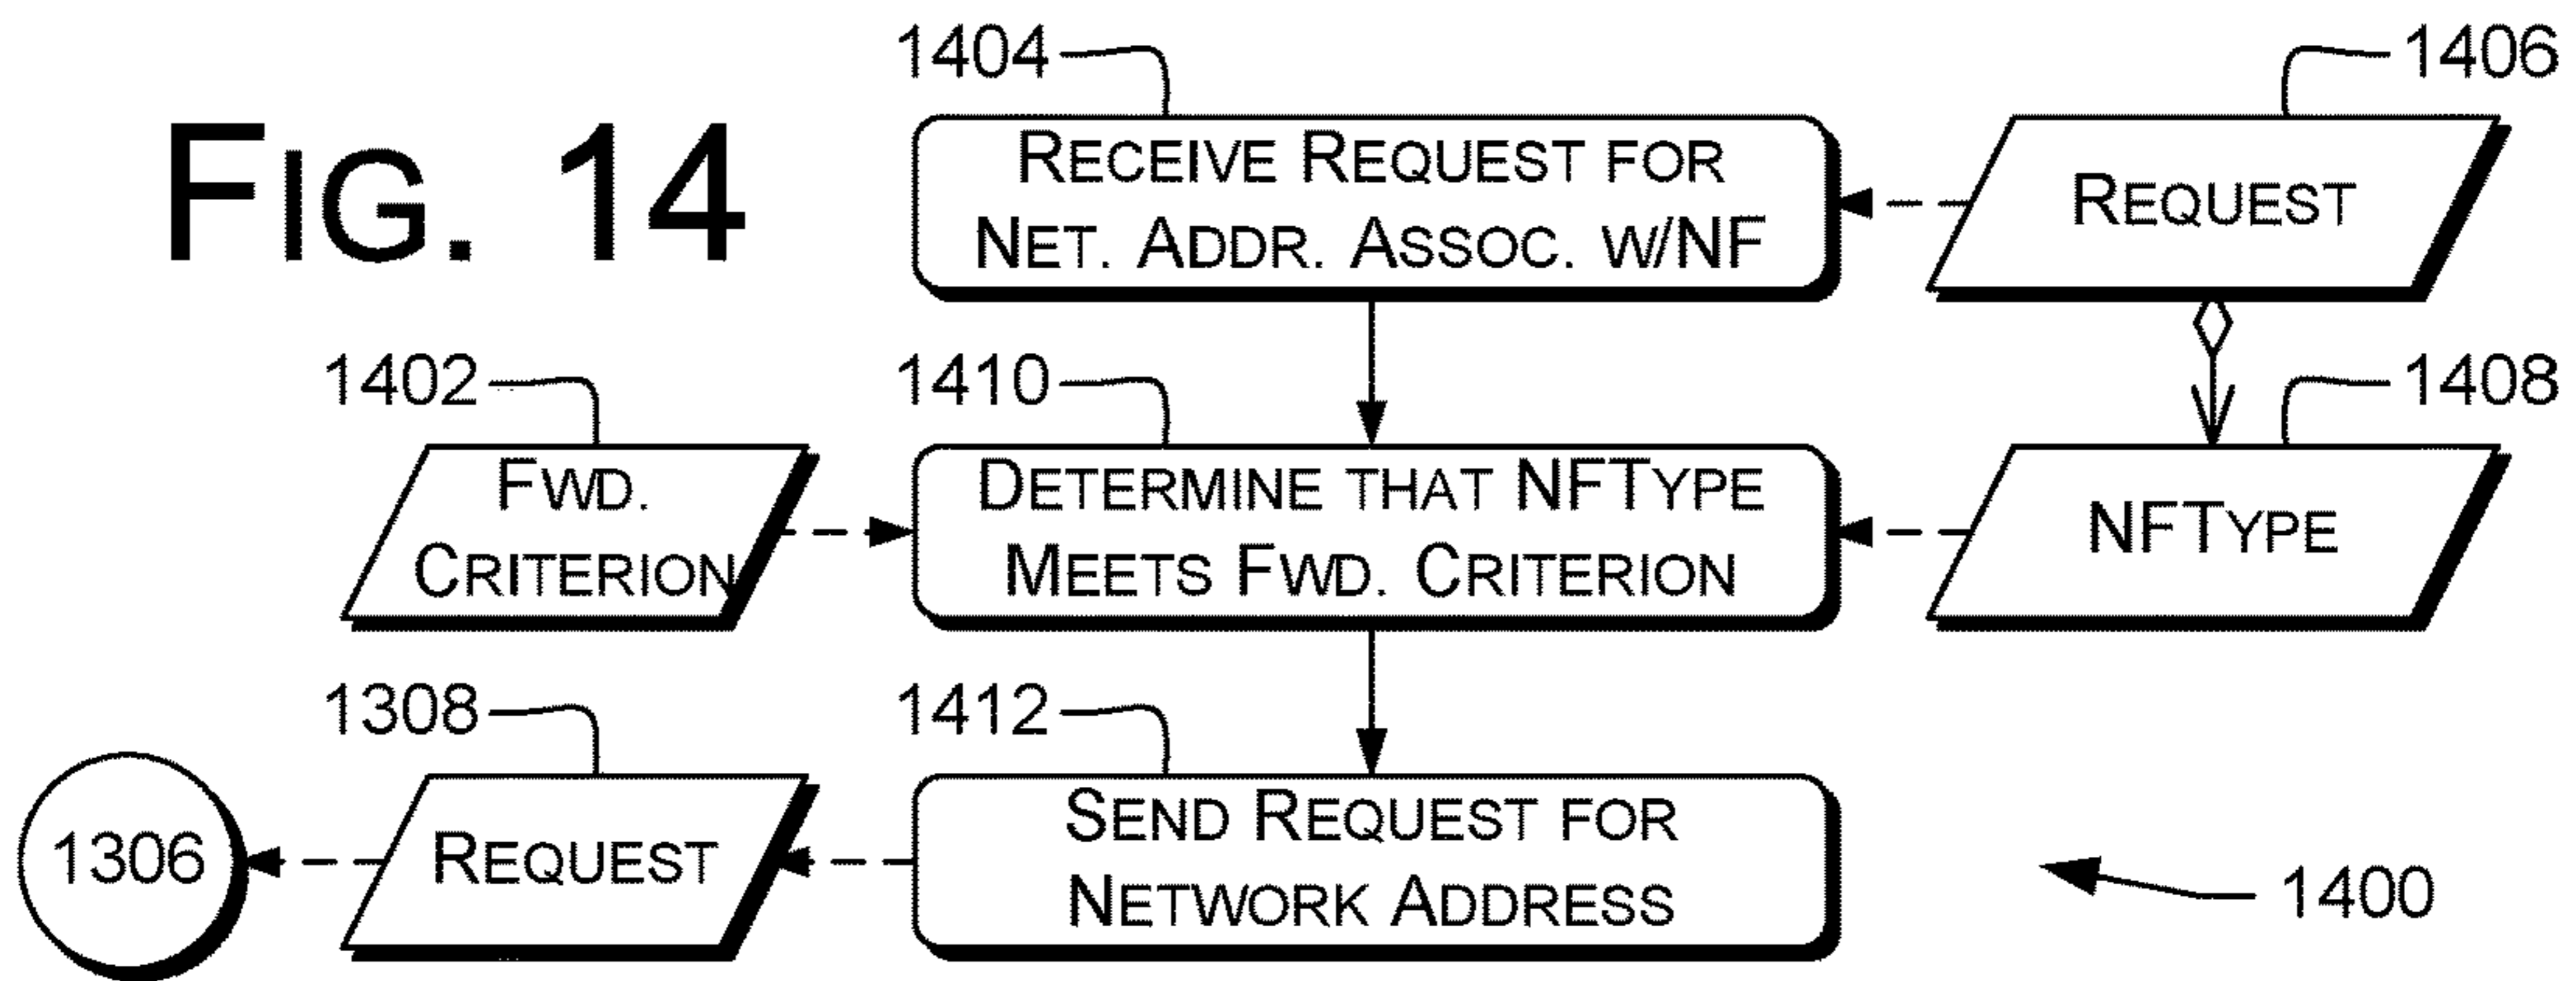 FIG. 14
1404
1406
RECEIVE REQUEST FOR
NET. ADDR. ASSOC. W/NF
REQUEST
1402
1410
1408
FWD.
CRITERION
DETERMINE THAT NFTYPE
MEETS FWD. CRITERION
NFTYPE
1308
1412
1306
REQUEST
SEND REQUEST FOR
NETWORK ADDRESS
1400